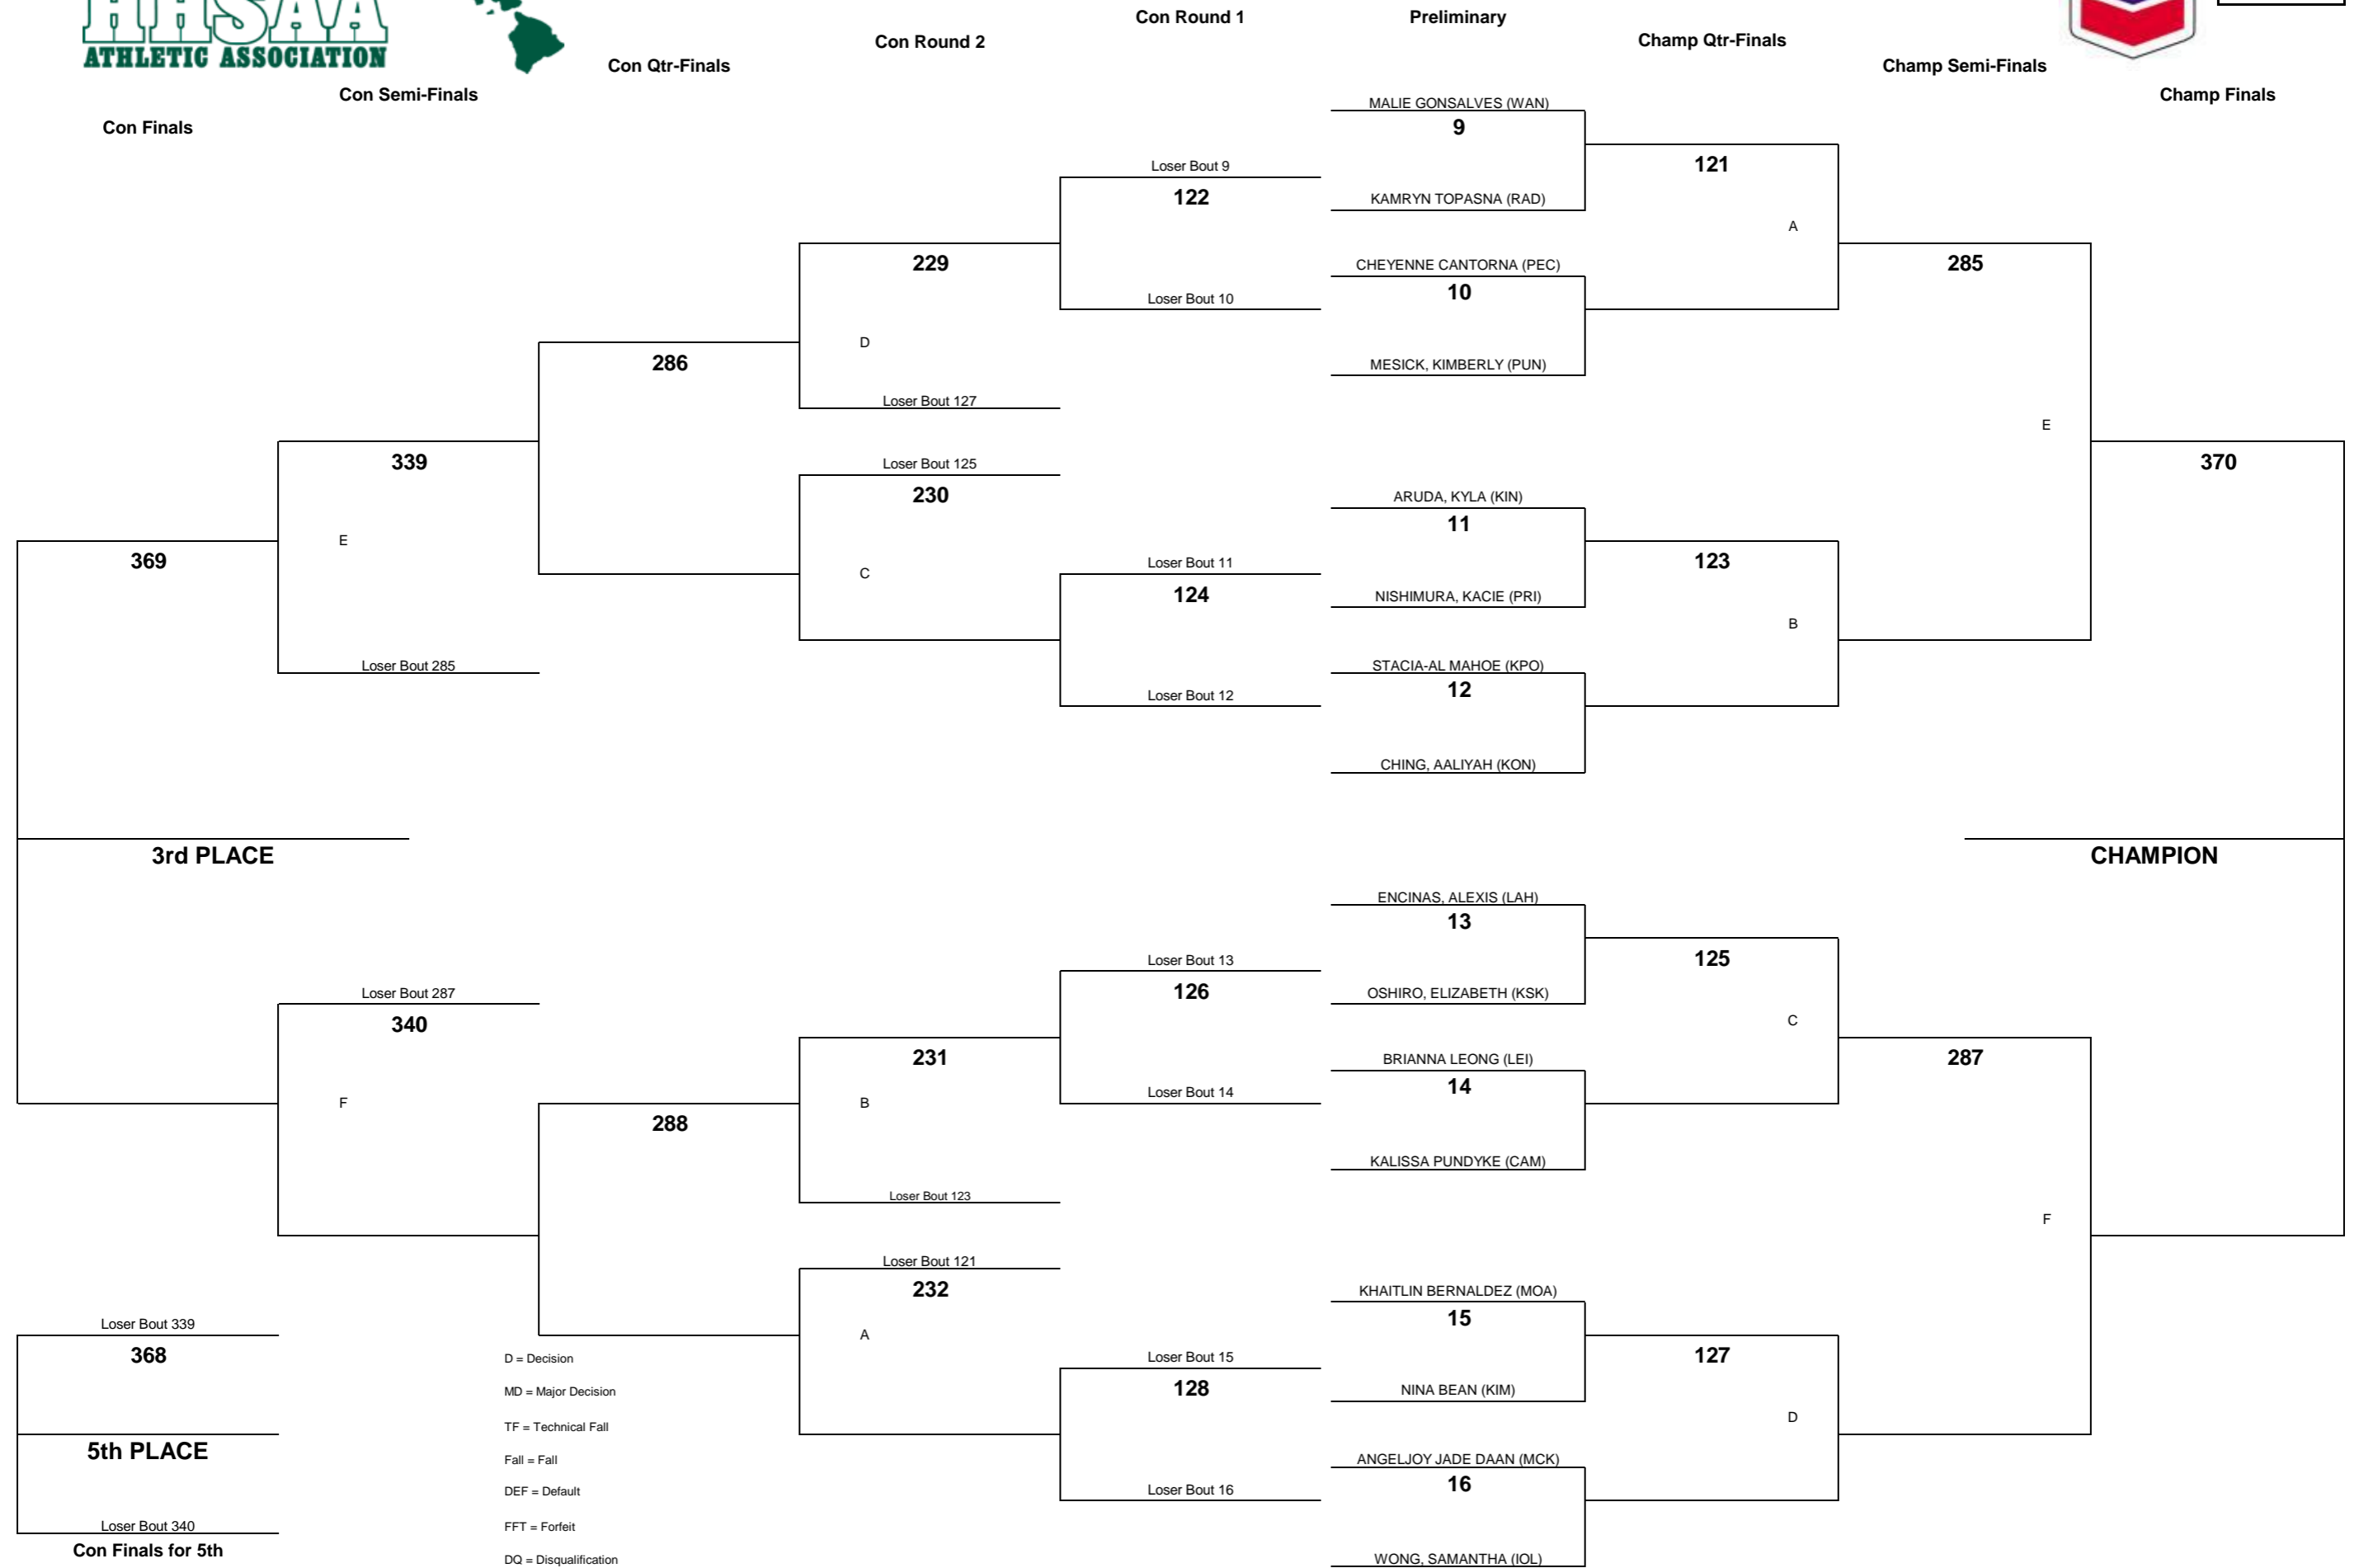 HHSAA
ATHLETIC ASSOCIATION
Con Round 1
Preliminary
Con Round 2
Champ Qtr-Finals
Con Qtr-Finals
Champ Semi-Finals
Con Semi-Finals
Champ Finals
Con Finals
MALIE GONSALVES (WAN)
9
121
Loser Bout 9
122
KAMRYN TOPASNA (RAD)
A
229
285
CHEYENNE CANTORNA (PEC)
10
Loser Bout 10
D
286
MESICK, KIMBERLY (PUN)
Loser Bout 127
E
339
370
Loser Bout 125
230
ARUDA, KYLA (KIN)
11
E
369
Loser Bout 11
123
C
124
NISHIMURA, KACIE (PRI)
B
Loser Bout 285
STACIA-AL MAHOE (KPO)
12
Loser Bout 12
CHING, AALIYAH (KON)
3rd PLACE
CHAMPION
ENCINAS, ALEXIS (LAH)
13
Loser Bout 13
125
Loser Bout 287
126
OSHIRO, ELIZABETH (KSK)
340
C
231
BRIANNA LEONG (LEI)
287
14
Loser Bout 14
F
B
288
KALISSA PUNDYKE (CAM)
Loser Bout 123
F
Loser Bout 121
232
KHAITLIN BERNALDEZ (MOA)
15
Loser Bout 339
A
368
D = Decision
Loser Bout 15
127
MD = Major Decision
128
NINA BEAN (KIM)
TF = Technical Fall
D
5th PLACE
Fall = Fall
ANGELJOY JADE DAAN (MCK)
16
DEF = Default
Loser Bout 16
Loser Bout 340
FFT = Forfeit
Con Finals for 5th
DQ = Disqualification
WONG, SAMANTHA (IOL)